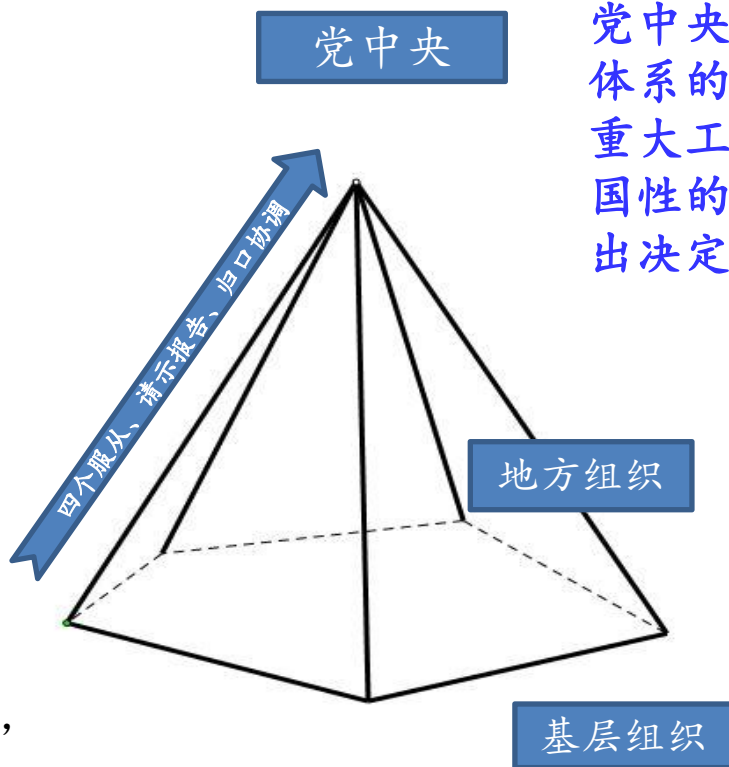 党中央
党中央
体系的
重大工
国性的
出决定
四个服从、请示报告、归口协调
地方组织
，
基层组织